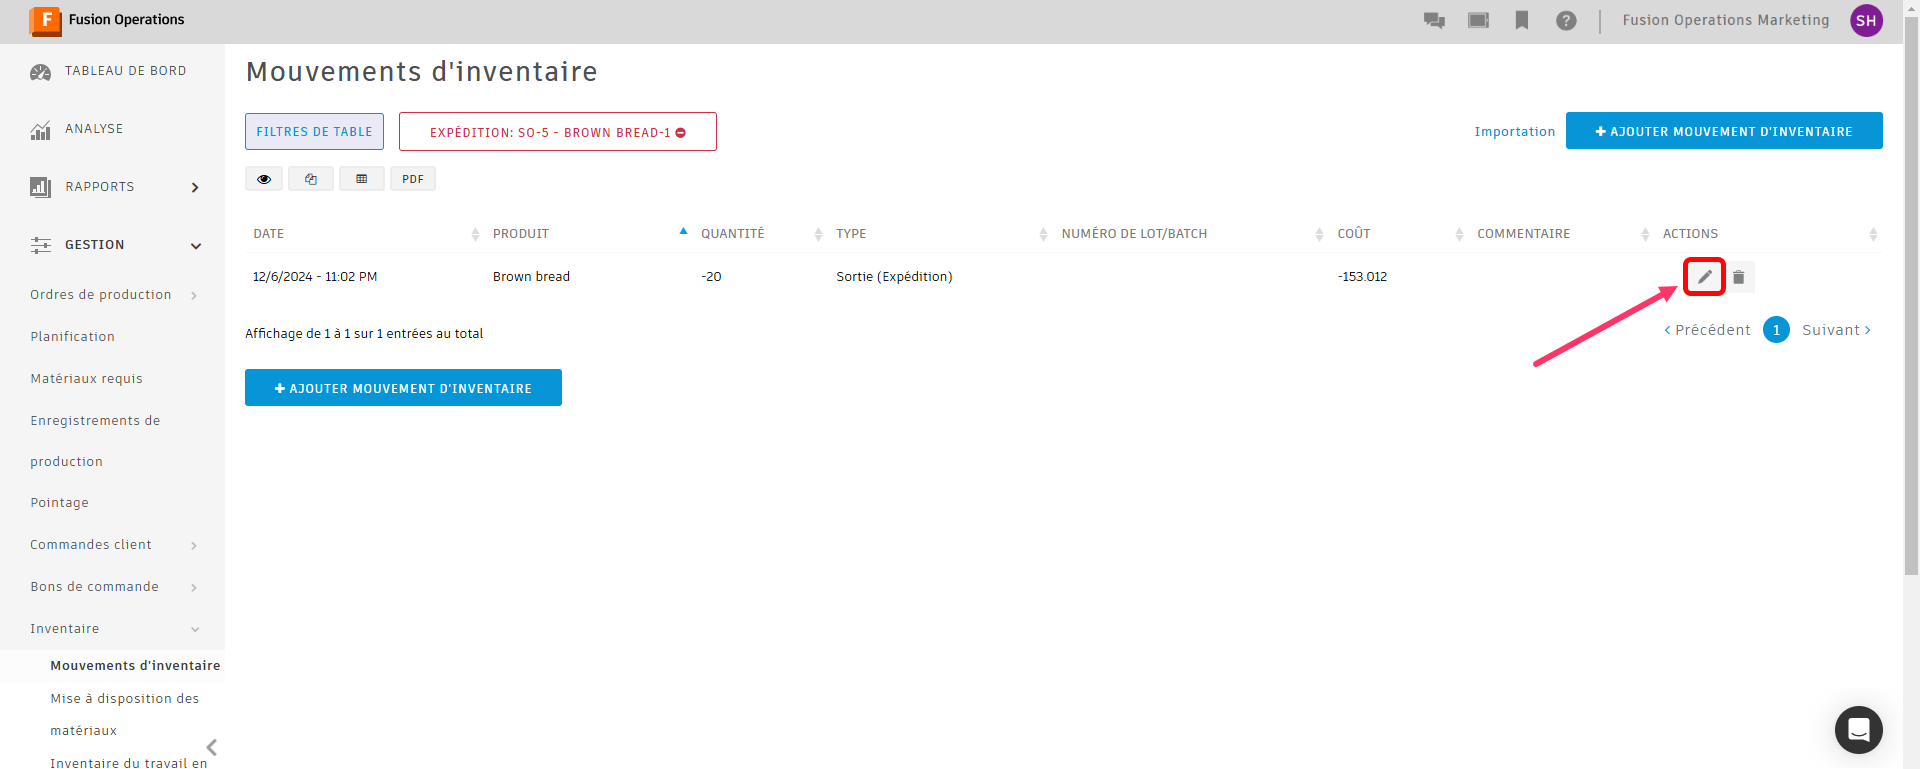 F Fusion Operations
? Fusion Operations Marketing SH
TABLEAU DE BORD
ANALYSE
RAPPORTS
GESTION
Ordres de production
Planification
Matériaux requis
Enregistrements de
production
Pointage
Commandes client
Bons de commande
Inventaire
Mouvements d'inventaire
Mise à disposition des
matériaux
Inventaire du travail en
Mouvements d'inventaire
FILTRES DE TABLE EXPÉDITION: SO-5 - BROWN BREAD-1
Importation + AJOUTER MOUVEMENT D'INVENTAIRE
PDF
DATE PRODUIT QUANTITÉ TYPE NUMÉRO DE LOT/BATCH COÛT COMMENTAIRE ACTIONS
12/6/2024 - 11:02 PM Brown bread -20 Sortie (Expédition) -153.012
Affichage de 1 à 1 sur 1 entrées au total
‹ Précédent 1 Suivant ›
+ AJOUTER MOUVEMENT D'INVENTAIRE